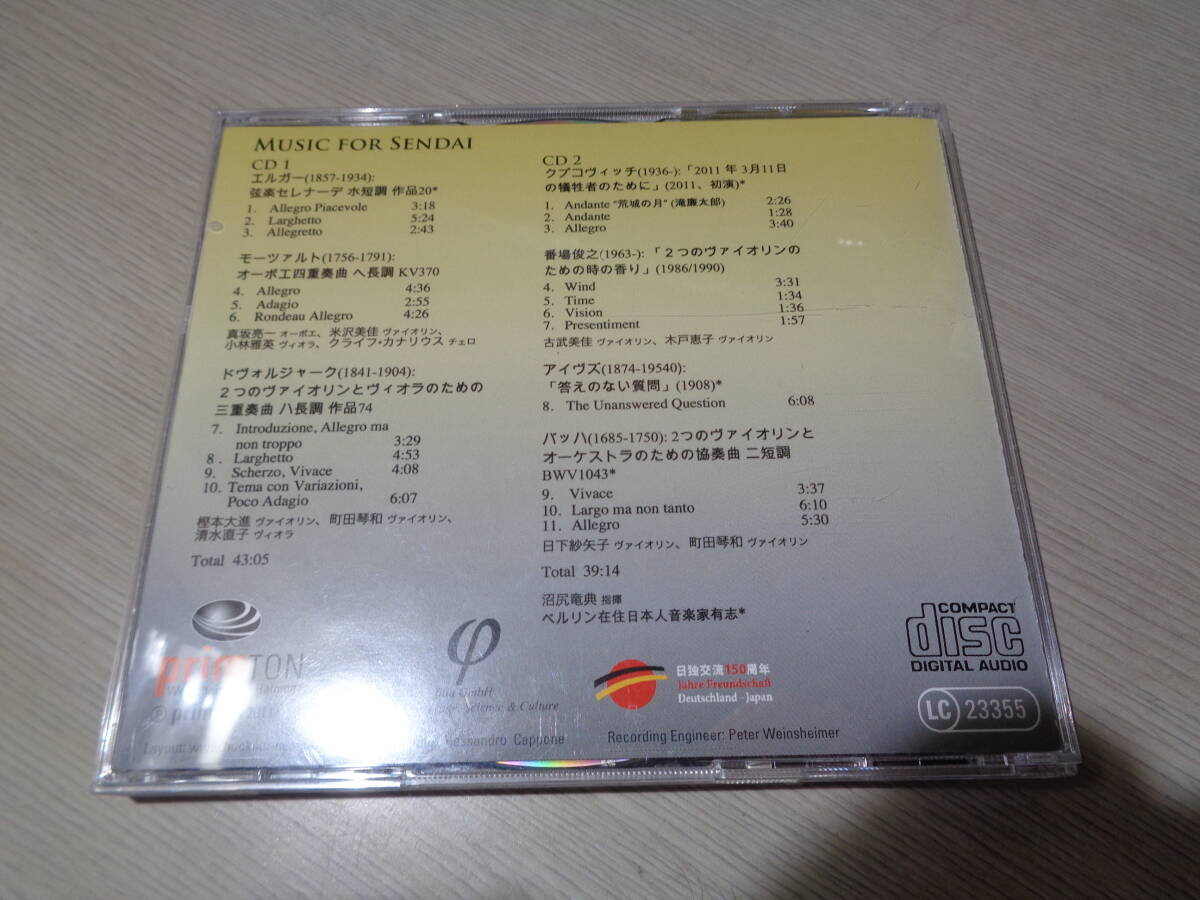 MUSIC FOR SENDAI
CD 1
エルガー(1857-1934):
弦楽セレナーデ ホ短調 作品20*
1. Allegro Piacevole 3:18
2. Larghetto 5:24
3. Allegretto 2:43
モーツァルト(1756-1791):
オーボエ四重奏曲 ヘ長調 KV370
4. Allegro 4:36
5. Adagio 2:55
6. Rondeau Allegro 4:26
真坂亮一 オーボエ、米沢美佳 ヴァイオリン、
小林雅英 ヴィオラ、クライフ・カナリウス チェロ
ドヴォルジャーク(1841-1904):
2つのヴァイオリンとヴィオラのための
三重奏曲 ハ長調 作品74
7. Introduzione, Allegro ma
non troppo 3:29
8. Larghetto 4:53
9. Scherzo, Vivace 4:08
10. Tema con Variazioni,
Poco Adagio 6:07
樫本大進 ヴァイオリン、町田琴和 ヴァイオリン、
清水直子 ヴィオラ
Total 43:05
CD 2
クプコヴィッチ(1936-):「2011 年 3月11日
の犠牲者のために」(2011、初演)*
1. Andante "荒城の月" (滝廉太郎) 2:26
2. Andante 1:28
3. Allegro 3:40
番場俊之(1963-):「2つのヴァイオリンの
ための時の香り」(1986/1990)
4. Wind 3:31
5. Time 1:34
6. Vision 1:36
7. Presentiment 1:57
古武美佳 ヴァイオリン、木戸恵子 ヴァイオリン
アイヴズ(1874-19540):
「答えのない質問」(1908)*
8. The Unanswered Question 6:08
バッハ(1685-1750): 2つのヴァイオリンと
オーケストラのための協奏曲 二短調
BWV1043*
9. Vivace 3:37
10. Largo ma non tanto 6:10
11. Allegro 5:30
日下紗矢子 ヴァイオリン、町田琴和 ヴァイオリン
Total 39:14
沼尻竜典 指揮
ベルリン在住日本人音楽家有志*
primTON
φ
Science & Culture
日独交流150周年
Jahre Freundschaft
Deutschland - Japan
COMPACT
disc
DIGITAL AUDIO
LC 23355
Alessandro Cappone
Recording Engineer: Peter Weinsheimer